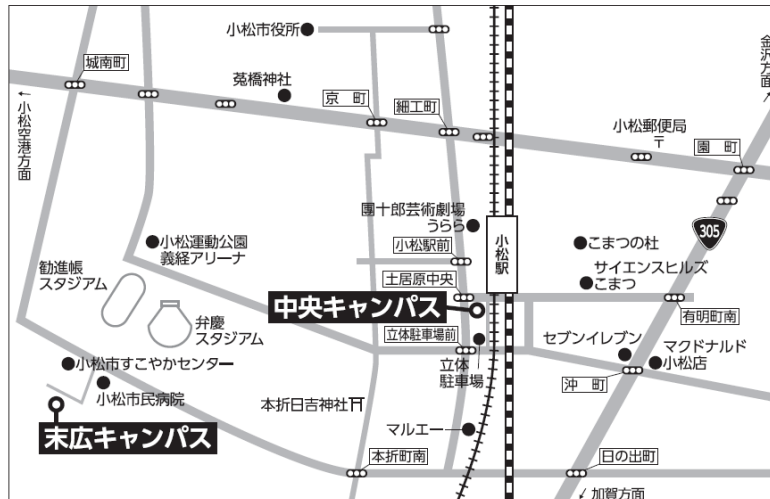 小松市役所
城南町
莵橋神社
京　町
細工町
金沢方面
←小松空港方面
小松郵便局
〒
園　町
305
團十郎芸術劇場
うらら
小松駅
小松駅前
こまつの杜
小松運動公園
義経アリーナ
サイエンスヒルズ
こまつ
勧進帳
スタジアム
土居原中央
中央キャンパス
有明町南
弁慶
スタジアム
立体駐車場前
セブンイレブン
マクドナルド
小松店
立体
駐車場
小松市すこやかセンター
沖　町
小松市民病院
本折日吉神社
末広キャンパス
マルエー
本折町南
日の出町
加賀方面